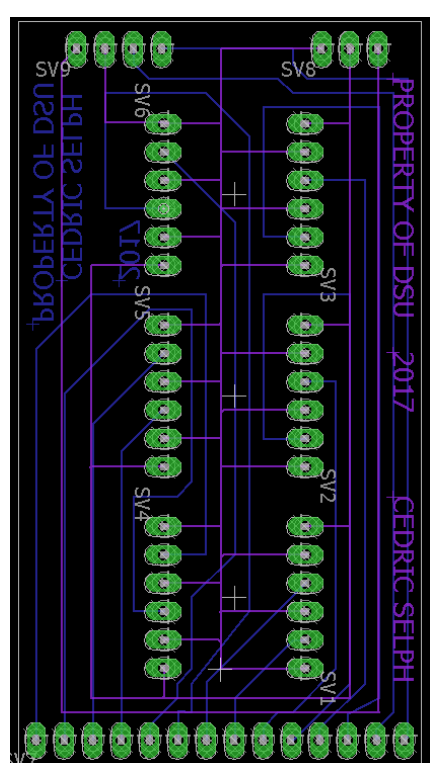 SV9
SV8
SV6
PROPERTY OF DSU
CEDRIC SELPH
2017
PROPERTY OF DSU 2017
CEDRIC SELPH
SV3
SV5
SV2
SV4
SV1
SV7